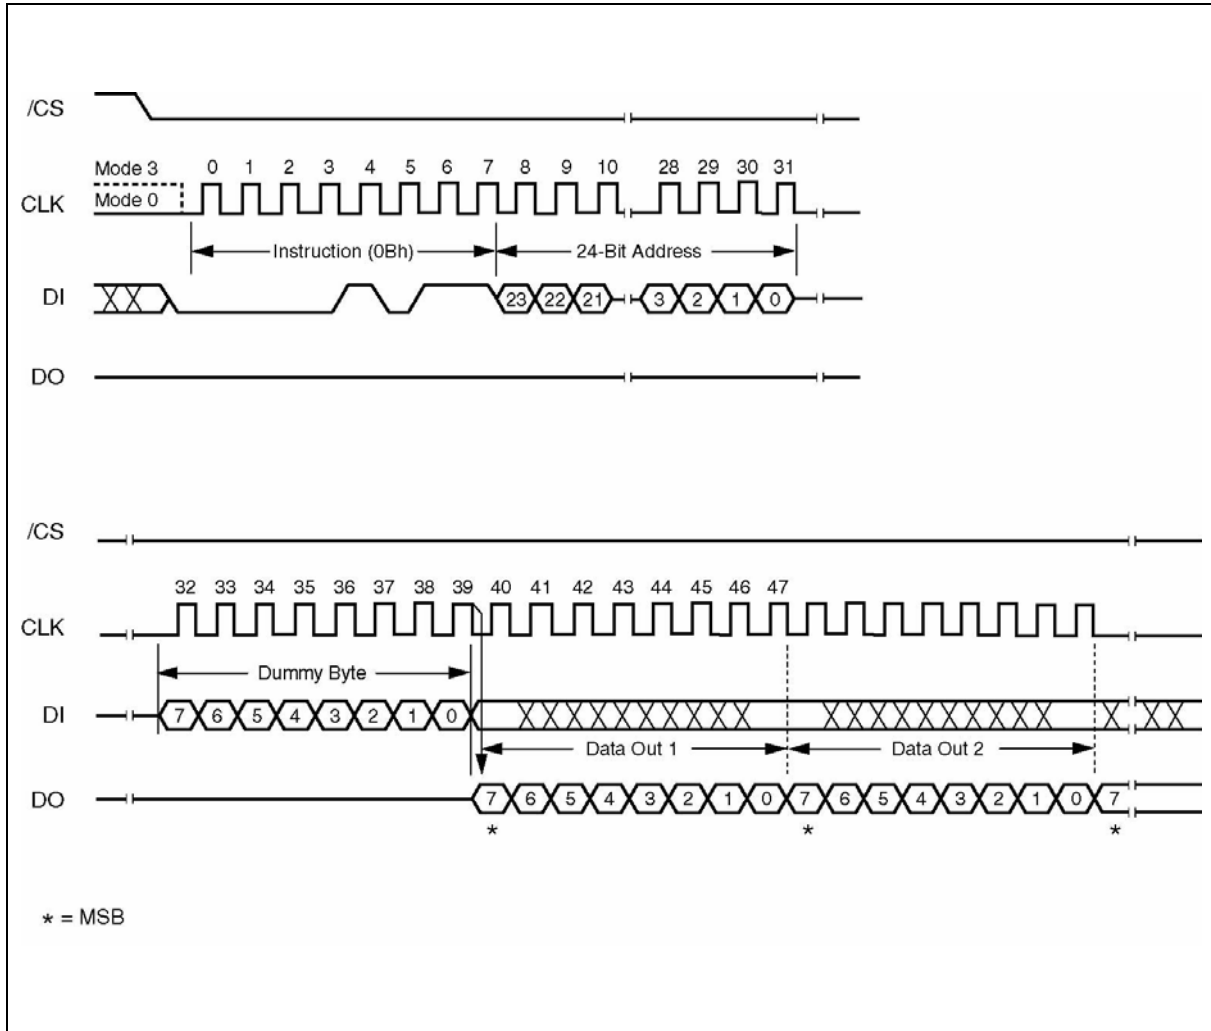 /CS
Mode 3 0 1 2 3 4 5 6 7 8 9 10 28 29 30 31
CLK Mode 0
Instruction (0Bh) 24-Bit Address
DI 23 22 21 3 2 1 0
DO
/CS
32 33 34 35 36 37 38 39 40 41 42 43 44 45 46 47
CLK
Dummy Byte
DI 7 6 5 4 3 2 1 0
Data Out 1 Data Out 2
DO 7 6 5 4 3 2 1 0 7 6 5 4 3 2 1 0 7
* * *
* = MSB